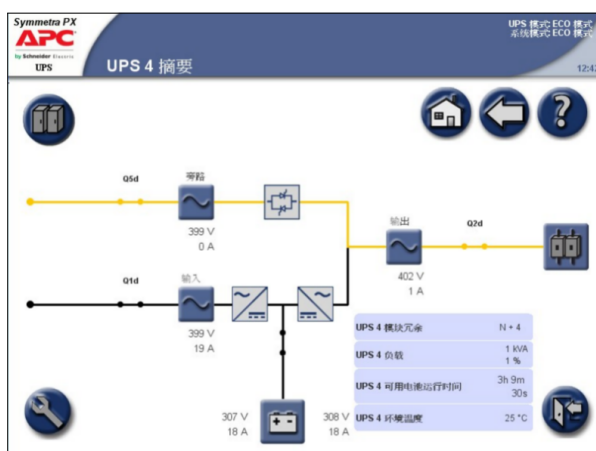 Symmetra PX
APC
by Schneider Electric
UPS
UPS 4 摘要
UPS 模式 ECO 模式
系统模式 ECO 模式
12:42
Q5d
旁路
399 V
0 A
输出
Q2d
402 V
1 A
Q1d
输入
399 V
19 A
UPS 4 模块冗余 N + 4
UPS 4 负载 1 kVA
1 %
UPS 4 可用电池运行时间 3h 9m
30s
UPS 4 环境温度 25 °C
307 V
18 A
308 V
18 A